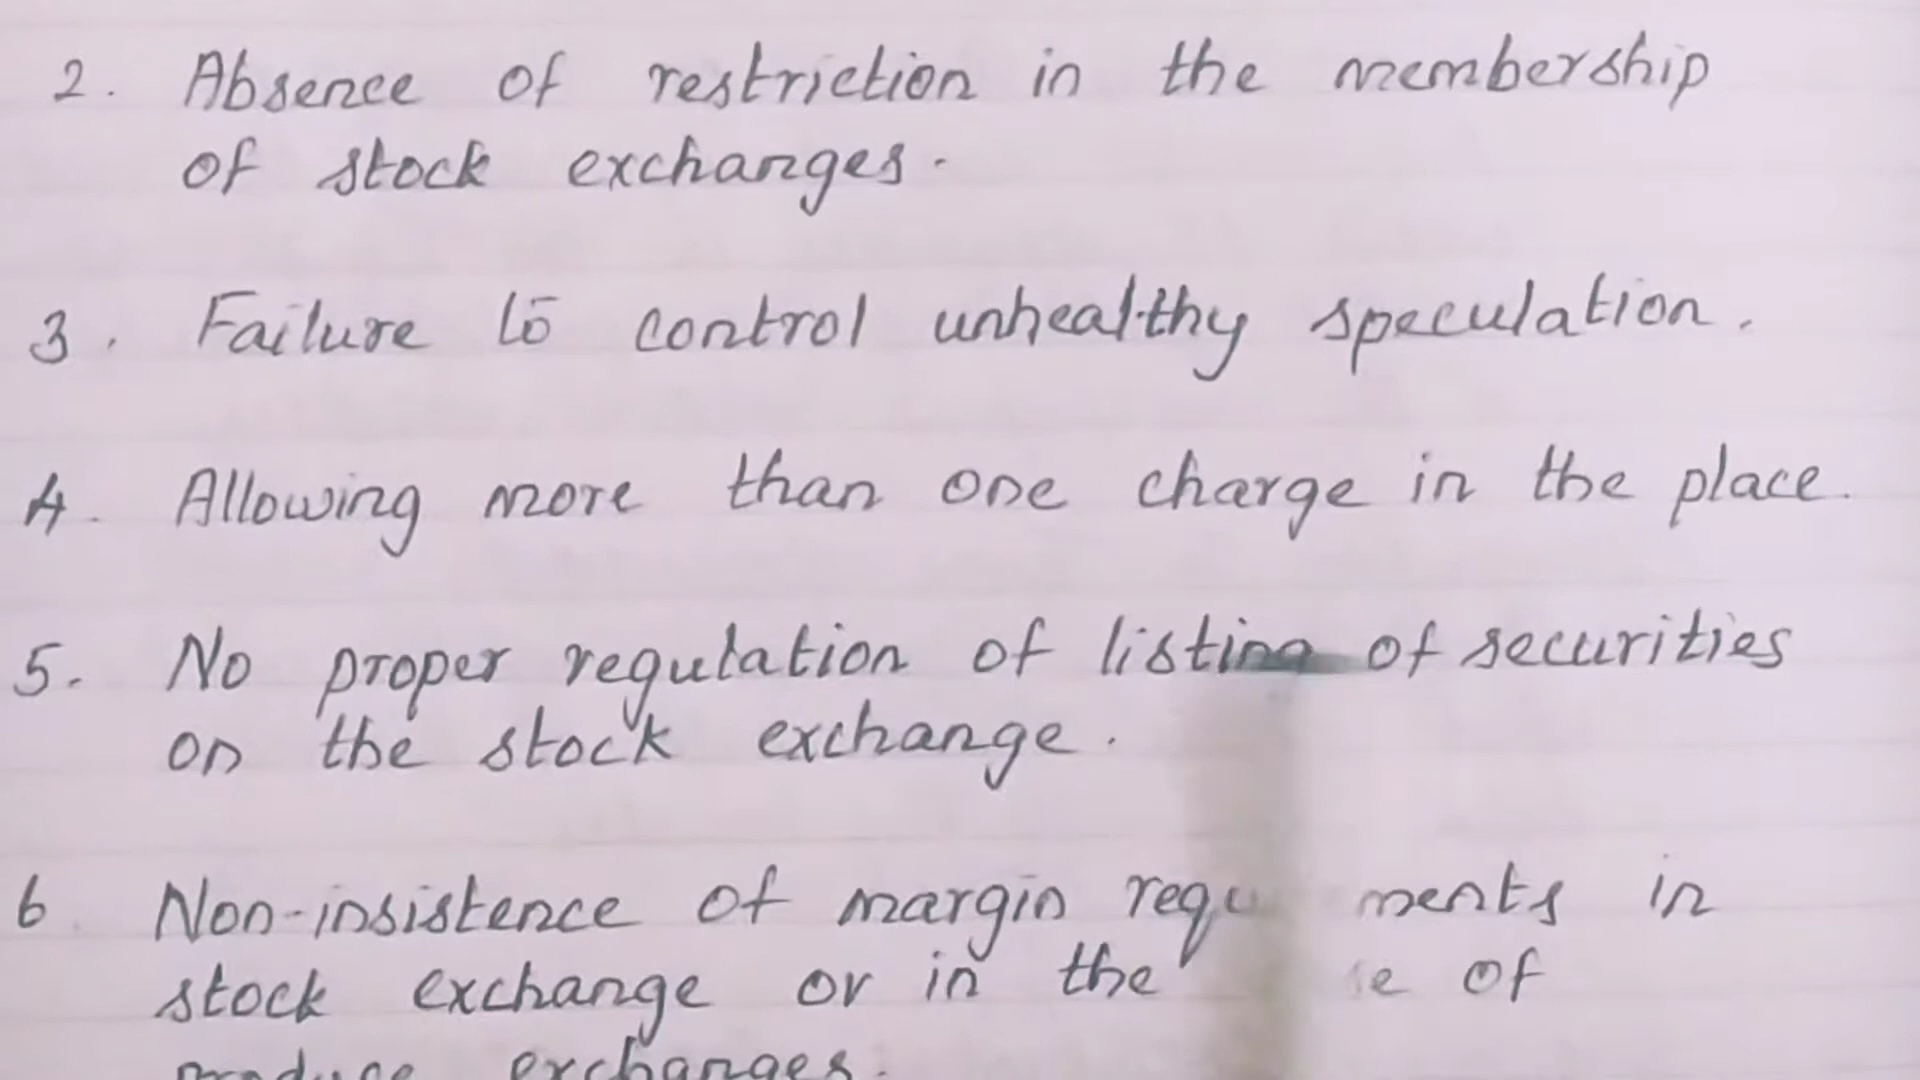 2. Absence of restriction in the membership
of stock exchanges.
3. Failure to control unhealthy speculation.
4. Allowing more than one charge in the place.
5. No proper regulation of listing of securities
on the stock exchange.
6. Non-insistence of margin in
stock exchange or in the of
exchanges.